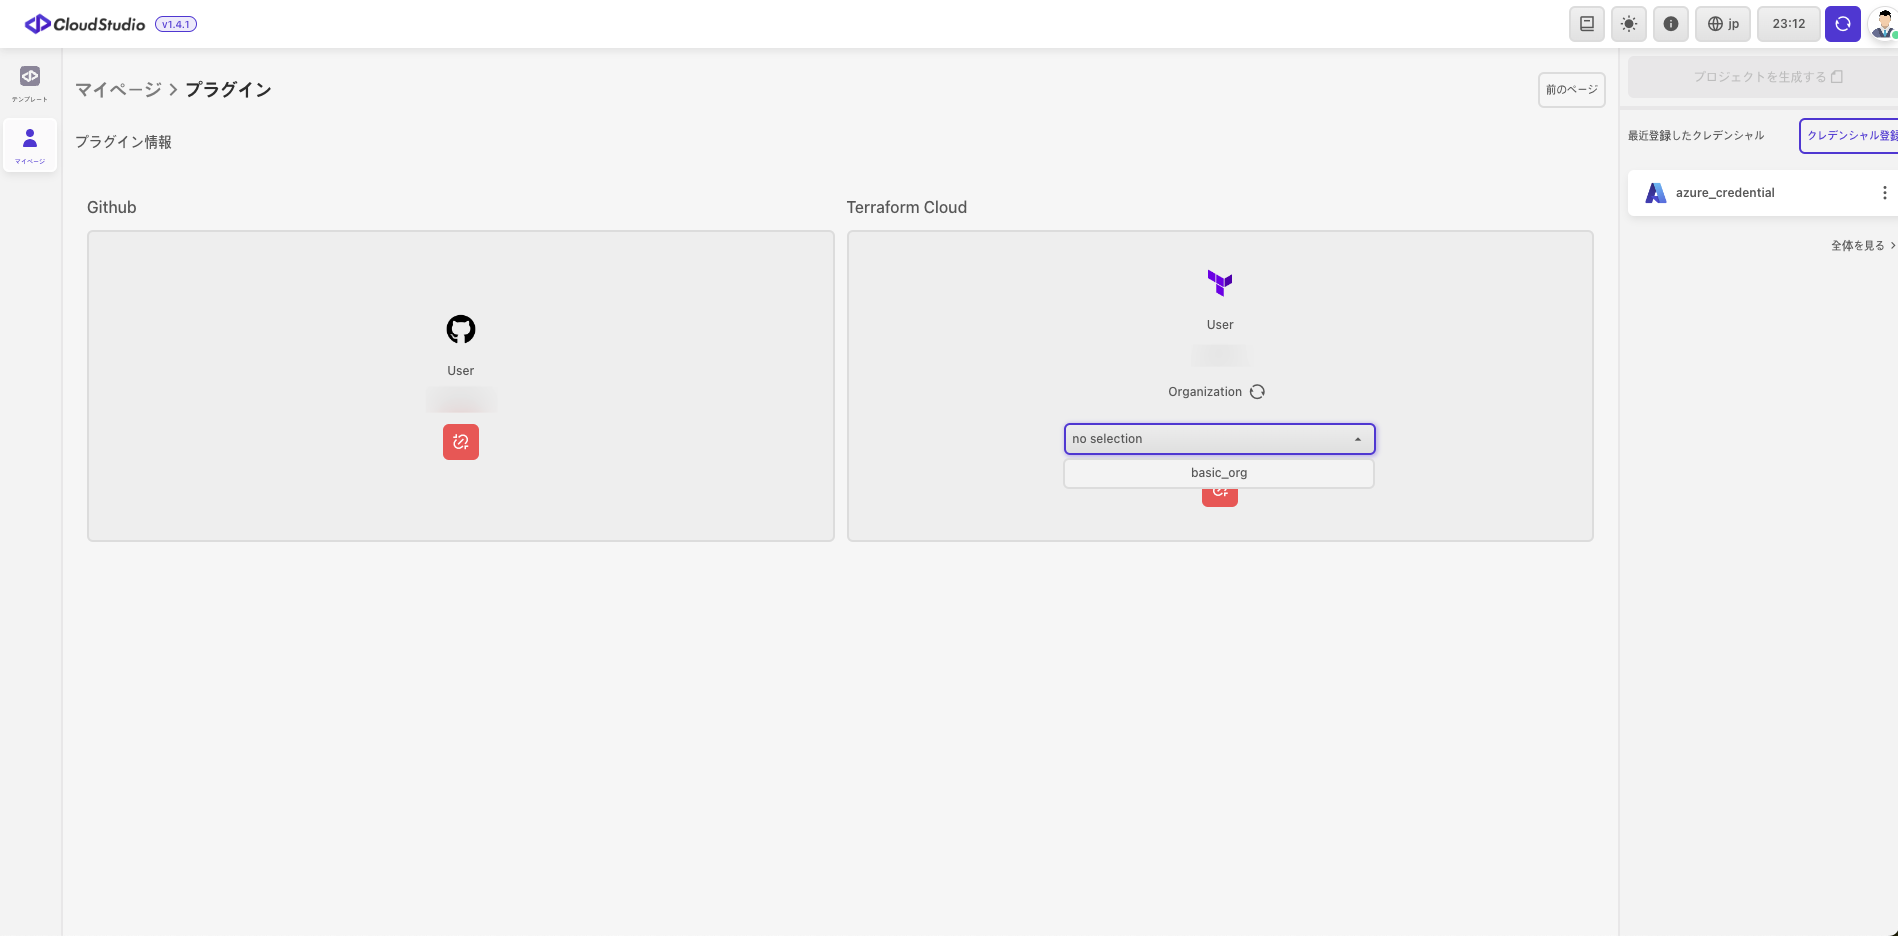 CloudStudio v1.4.1
jp
23:12
テンプレート
マイページ
マイページ > プラグイン
前のページ
プラグイン情報
Github
User
Terraform Cloud
User
Organization
no selection
basic_org
プロジェクトを生成する
最近登録したクレデンシャル
クレデンシャル登録
azure_credential
全体を見る >